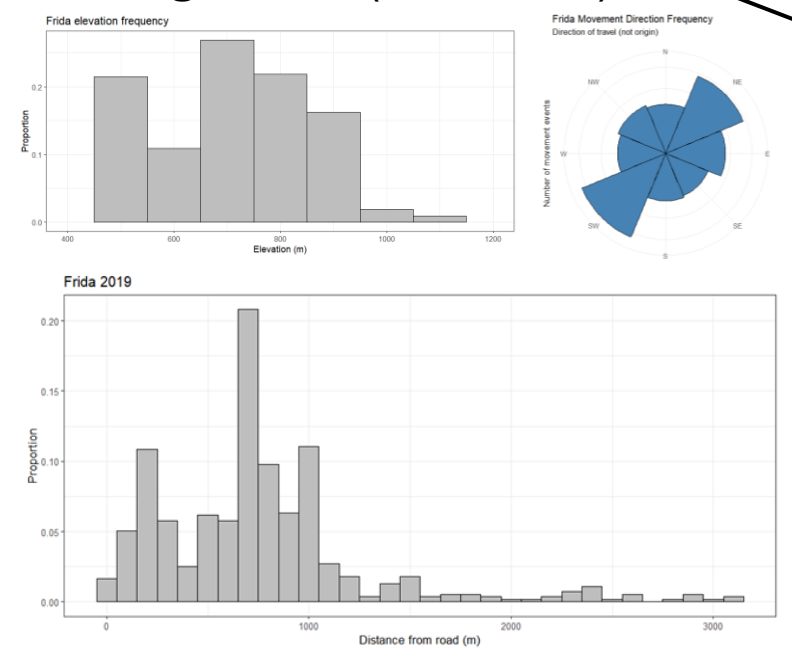 Frida elevation frequency
Proportion
0.2
0.1
0.0
400 600 800 1000 1200
Elevation (m)
Frida Movement Direction Frequency
Direction of travel (not origin)
Number of movement events
N
NW NE
W E
SW SE
S
Frida 2019
Proportion
0.20
0.15
0.10
0.05
0.00
0 1000 2000 3000
Distance from road (m)